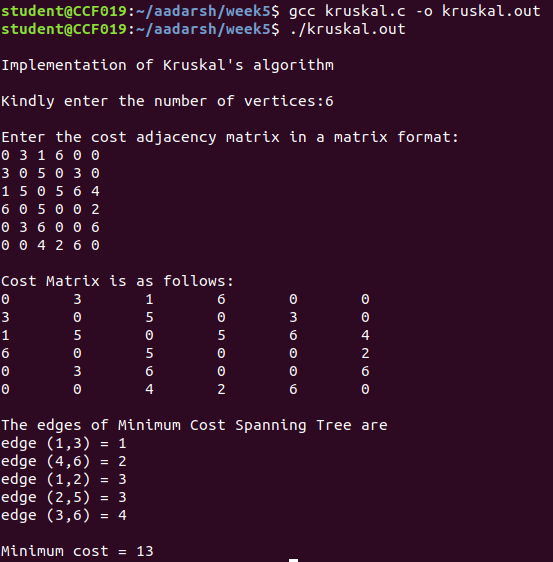 student@CCF019:~/aadarsh/week5$ gcc kruskal.c -o kruskal.out
student@CCF019:~/aadarsh/week5$ ./kruskal.out
Implementation of Kruskal's algorithm
Kindly enter the number of vertices:6
Enter the cost adjacency matrix in a matrix format:
0 3 1 6 0 0
3 0 5 0 3 0
1 5 0 5 6 4
6 0 5 0 0 2
0 3 6 0 0 6
0 0 4 2 6 0
Cost Matrix is as follows:
0 3 1 6 0 0
3 0 5 0 3 0
1 5 0 5 6 4
6 0 5 0 0 2
0 3 6 0 0 6
0 0 4 2 6 0
The edges of Minimum Cost Spanning Tree are
edge (1,3) = 1
edge (4,6) = 2
edge (1,2) = 3
edge (2,5) = 3
edge (3,6) = 4
Minimum cost = 13